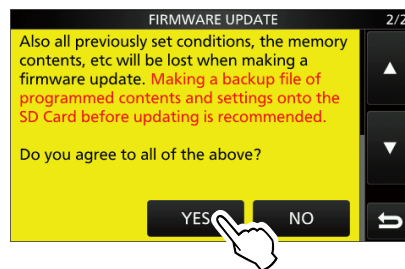 FIRMWARE UPDATE 2/2
Also all previously set conditions, the memory
contents, etc will be lost when making a
firmware update. Making a backup file of
programmed contents and settings onto the
SD Card before updating is recommended.
Do you agree to all of the above?
YES NO